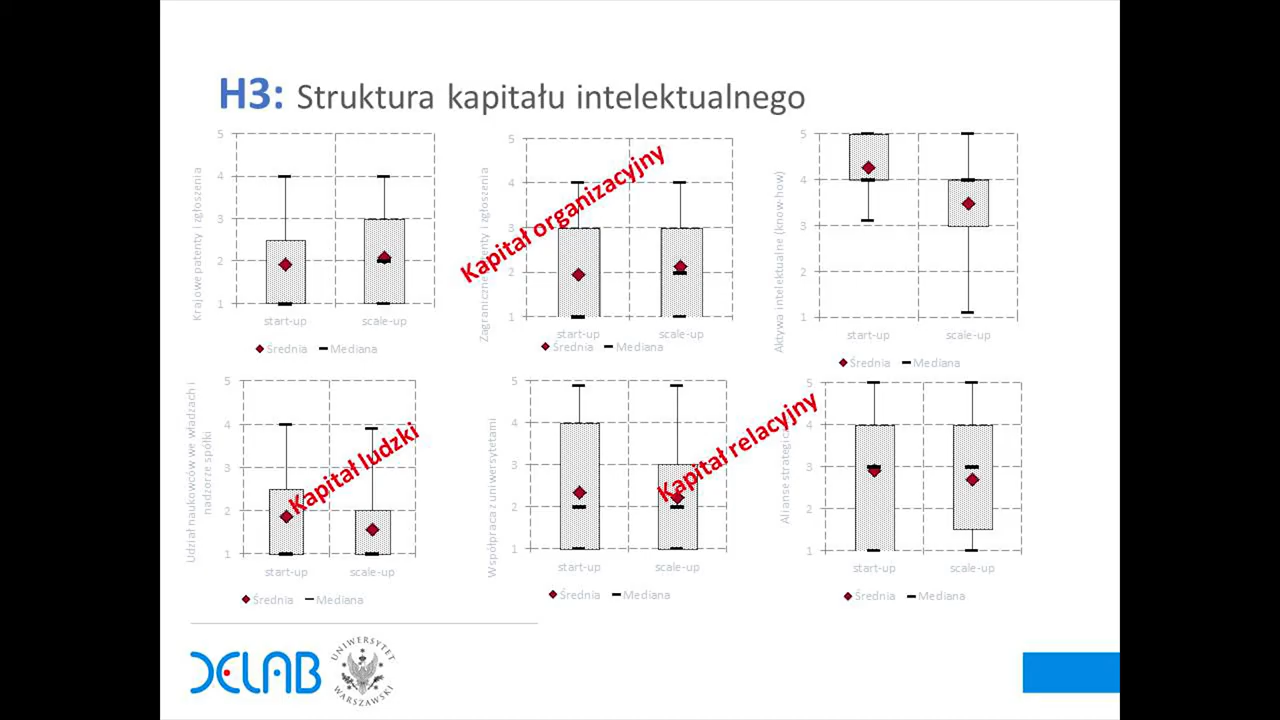 H3: Struktura kapitału intelektualnego
5
4
3
2
1
Krajowe patenty i zgłoszenia
start-up scale-up
Średnia Mediana
5
4
3
2
1
Zagraniczne patenty i zgłoszenia
start-up scale-up
Średnia Mediana
Kapitał organizacyjny
5
4
3
2
1
Aktywa intelektualne (know-how)
start-up scale-up
Średnia Mediana
5
4
3
2
1
Udział naukowców we władzach i
nadzorze spółki
start-up scale-up
Średnia Mediana
Kapitał ludzki
5
4
3
2
1
Współpraca z uniwersytetami
start-up scale-up
Średnia Mediana
Kapitał relacyjny
5
4
3
2
1
Alianse
start-up scale-up
Średnia Mediana
DELAB
UNIWERSYTET
WARSZAWSKI